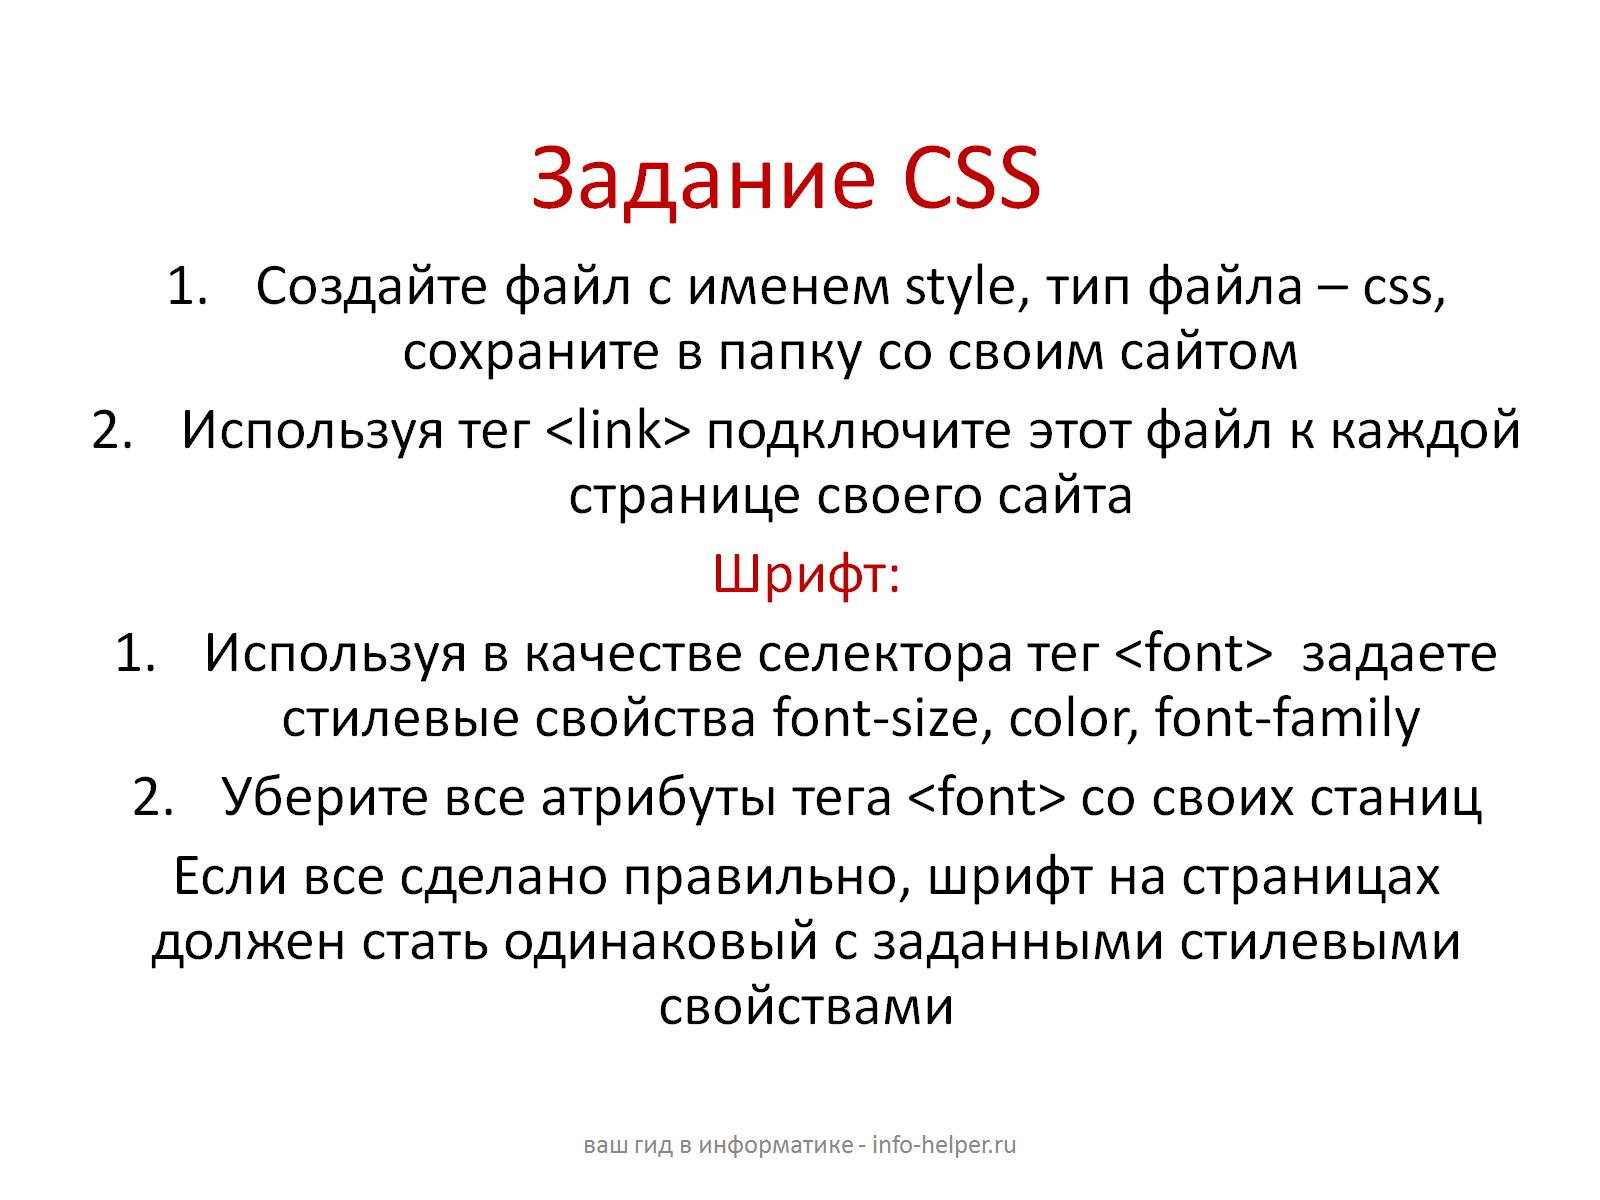 Задание CSS
1. Создайте файл с именем style, тип файла – css,
сохраните в папку со своим сайтом
2. Используя тег <link> подключите этот файл к каждой
странице своего сайта
Шрифт:
1. Используя в качестве селектора тег <font> задаете
стилевые свойства font-size, color, font-family
2. Уберите все атрибуты тега <font> со своих станиц
Если все сделано правильно, шрифт на страницах
должен стать одинаковый с заданными стилевыми
свойствами
ваш гид в информатике - info-helper.ru